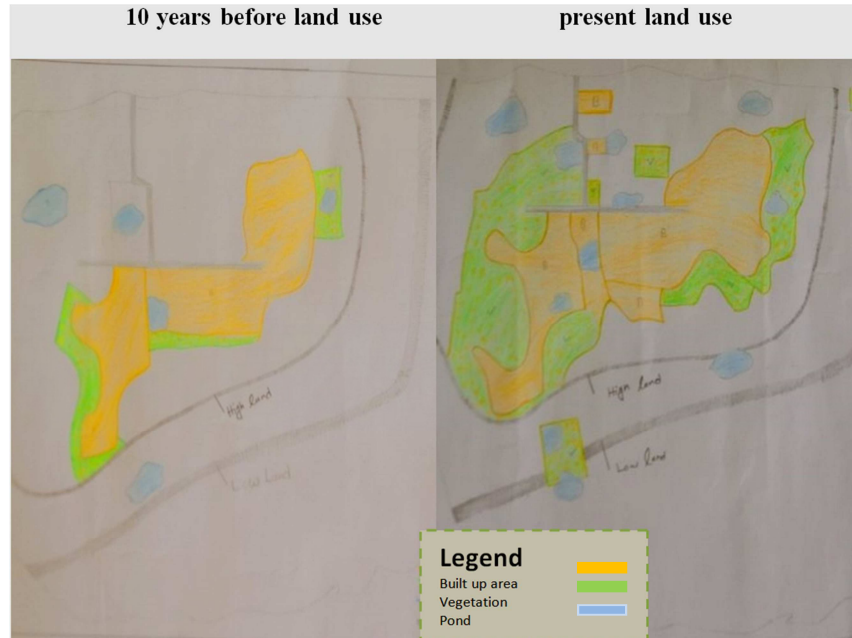 10 years before land use
present land use
High land
Low Land
High land
Low land
Legend
Built up area
Vegetation
Pond